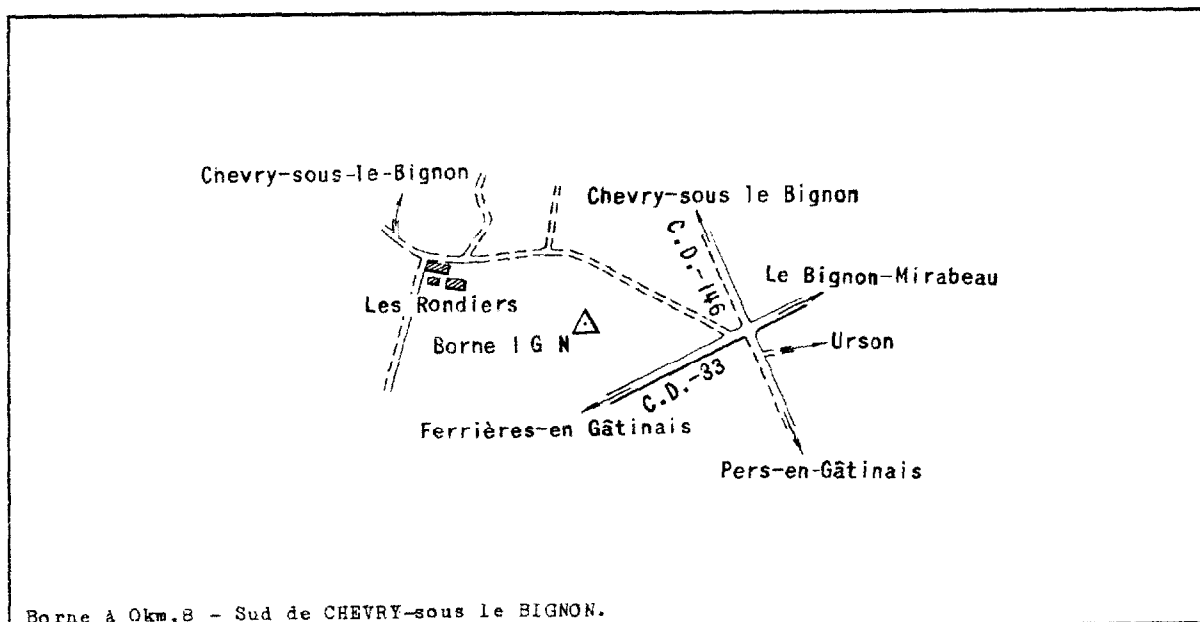 Chevry-sous-le-Bignon
Chevry-sous le Bignon
C.D.-146
Le Bignon-Mirabeau
Les Rondiers
Borne I G N
Urson
C.D.-33
Ferrières-en Gâtinais
Pers-en-Gâtinais
Borne à 0km.8 - Sud de CHEVRY-sous le BIGNON.